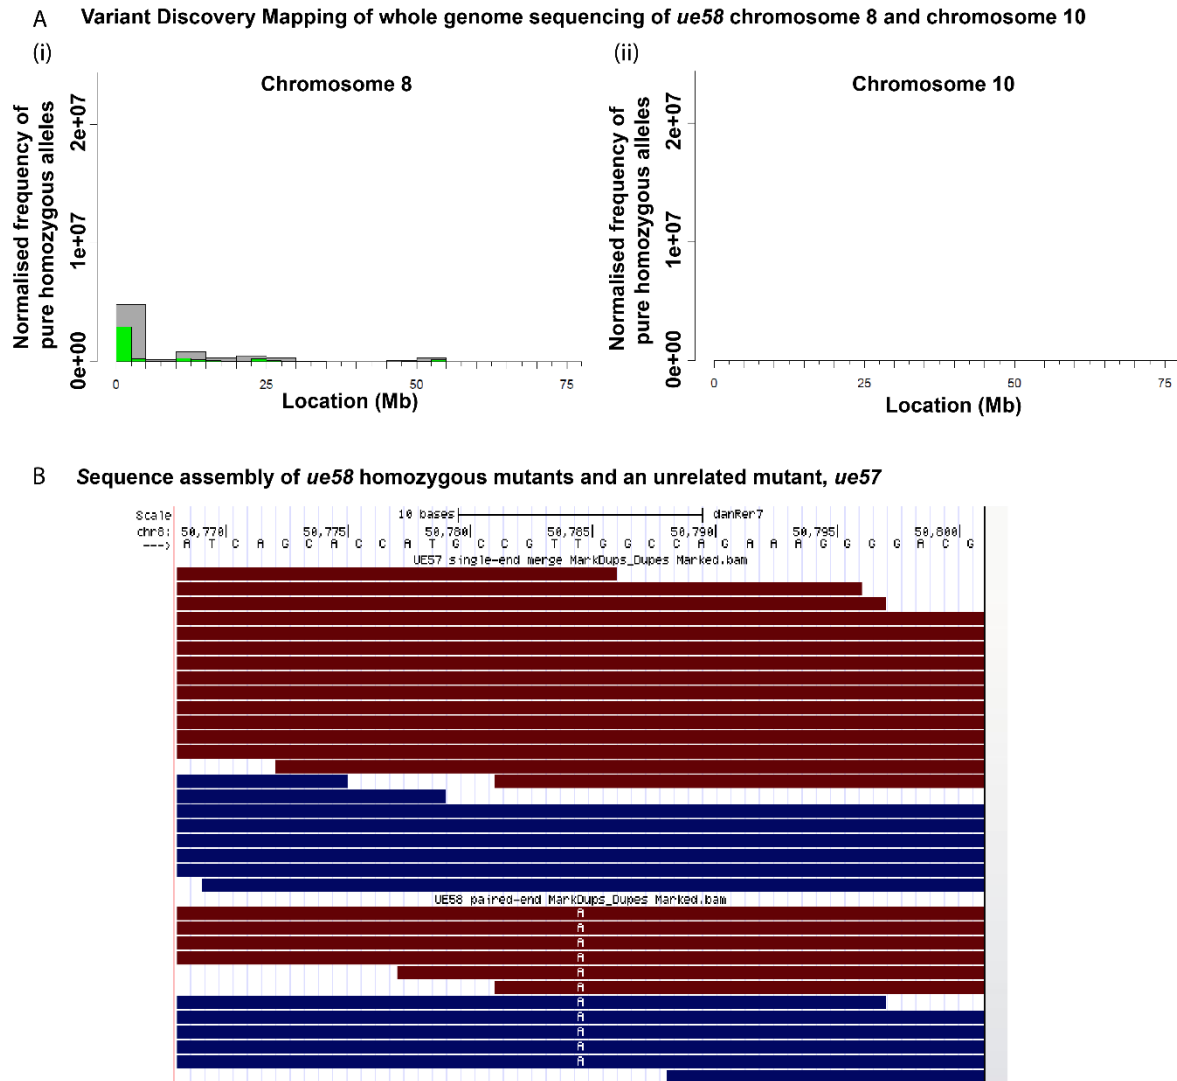 A Variant Discovery Mapping of whole genome sequencing of ue58 chromosome 8 and chromosome 10
(i)
Chromosome 8
Normalised frequency of
pure homozygous alleles
2e+07
1e+07
0e+00
0 25 50 75
Location (Mb)
(ii)
Chromosome 10
Normalised frequency of
pure homozygous alleles
2e+07
1e+07
0e+00
0 25 50 75
Location (Mb)
B Sequence assembly of ue58 homozygous mutants and an unrelated mutant, ue57
Scale 10 bases danRer7
chr8: 50,770 50,775 50,780 50,785 50,790 50,795 50,800
---> A T C A G C A C C A T G C C G T T G G C C A G A A A G G G G A C G
UE57 single-end merge MarkDups_Dupes Marked.bam
UE58 paired-end MarkDups_Dupes Marked.bam
A
A
A
A
A
A
A
A
A
A
A